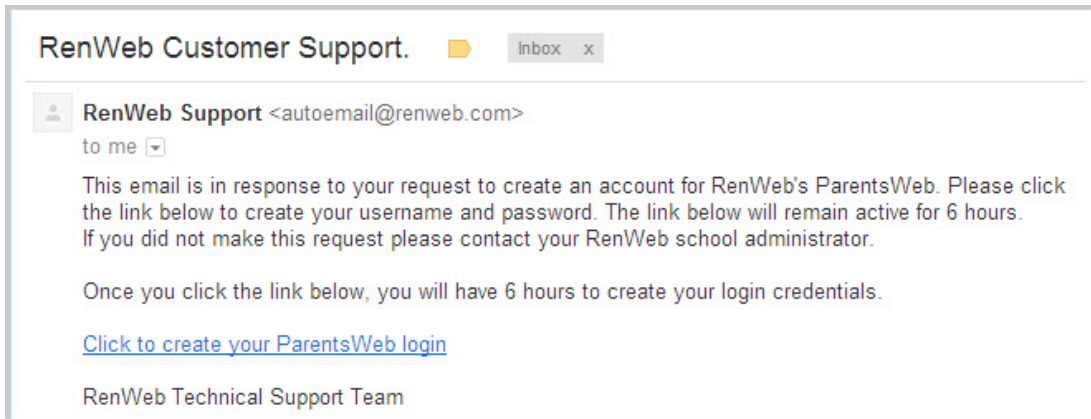 RenWeb Customer Support. Inbox x
RenWeb Support <autoemail@renweb.com>
to me
This email is in response to your request to create an account for RenWeb's ParentsWeb. Please click
the link below to create your username and password. The link below will remain active for 6 hours.
If you did not make this request please contact your RenWeb school administrator.
Once you click the link below, you will have 6 hours to create your login credentials.
Click to create your ParentsWeb login
RenWeb Technical Support Team